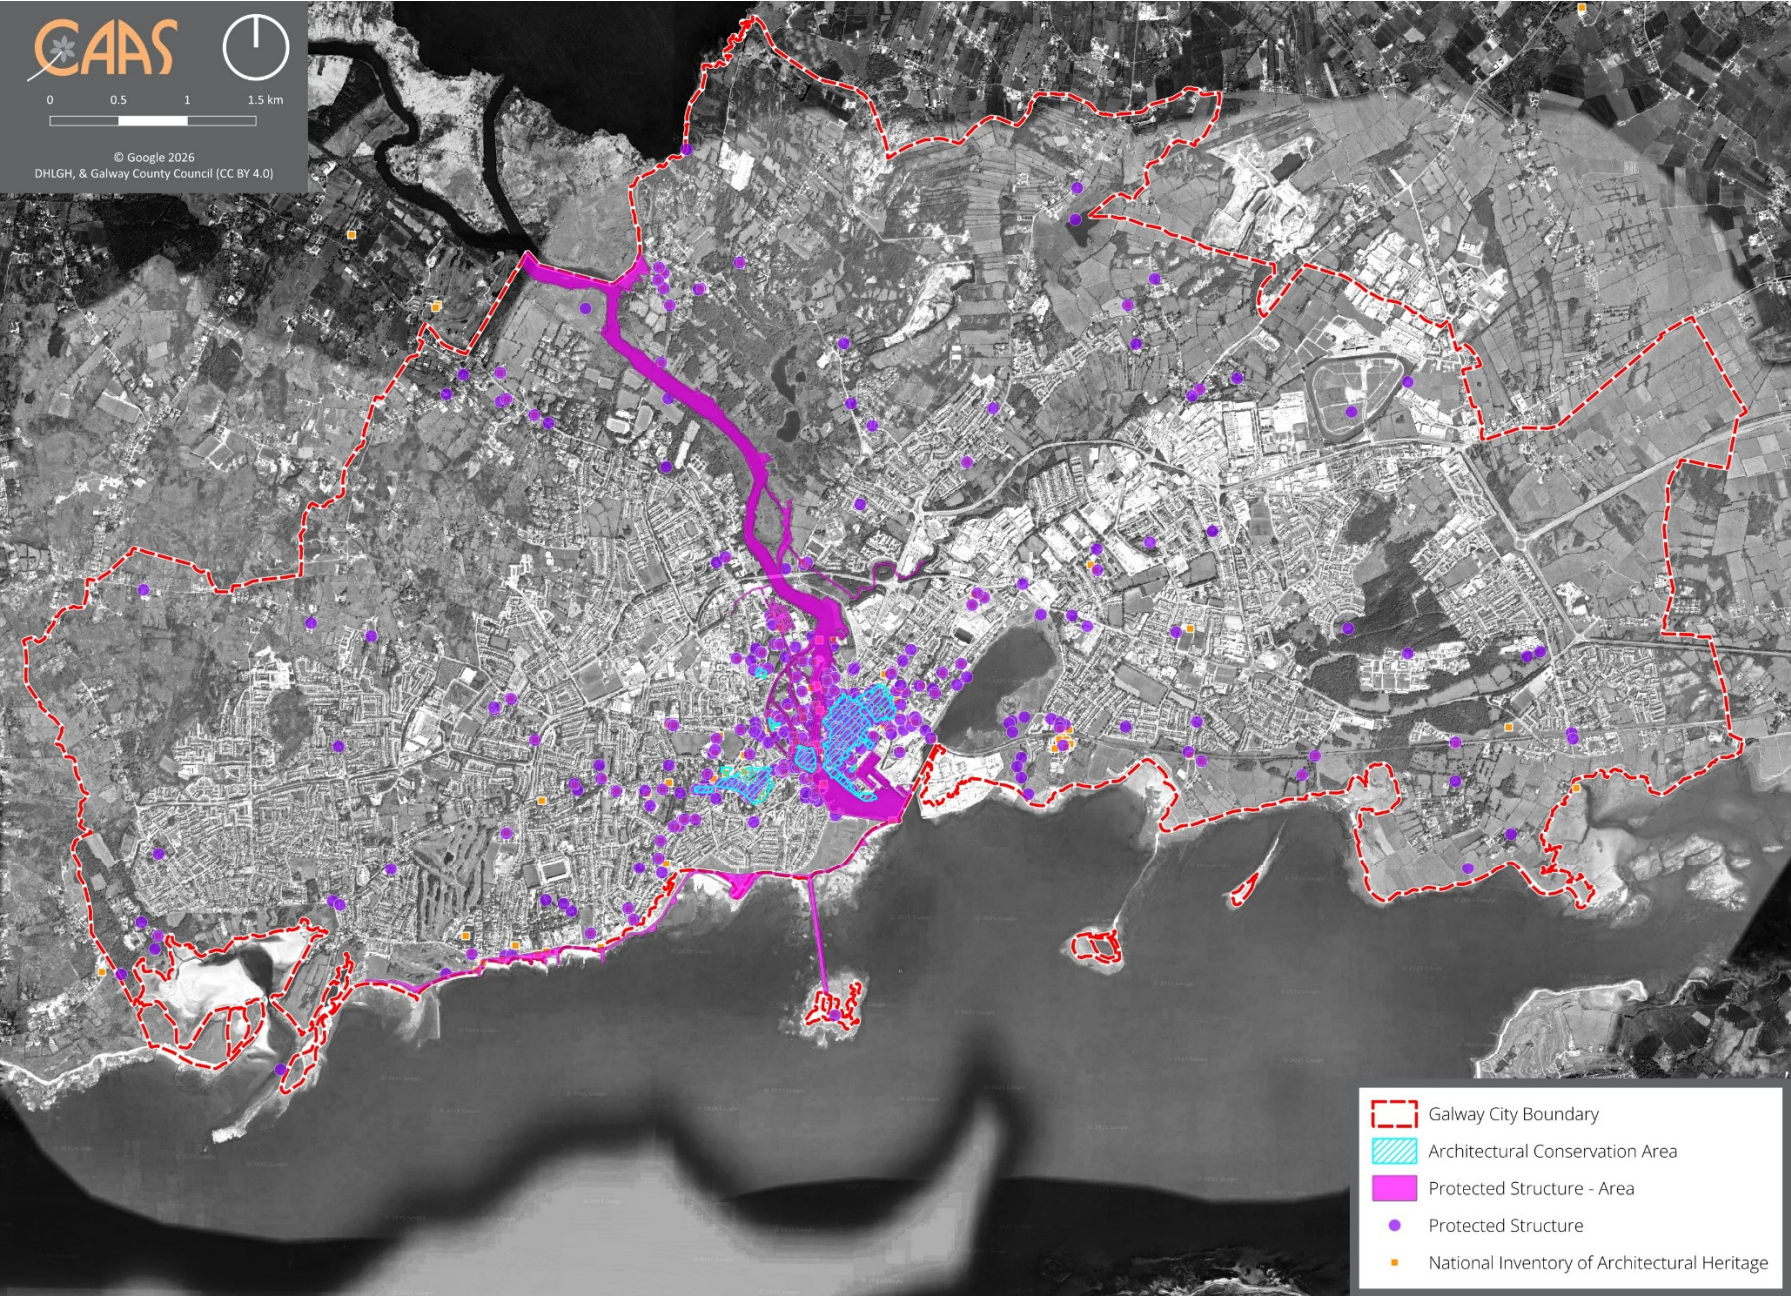 CAAS
0 0.5 1 1.5 km
© Google 2026
DHLGH, & Galway County Council (CC BY 4.0)
Galway City Boundary
Architectural Conservation Area
Protected Structure - Area
Protected Structure
National Inventory of Architectural Heritage